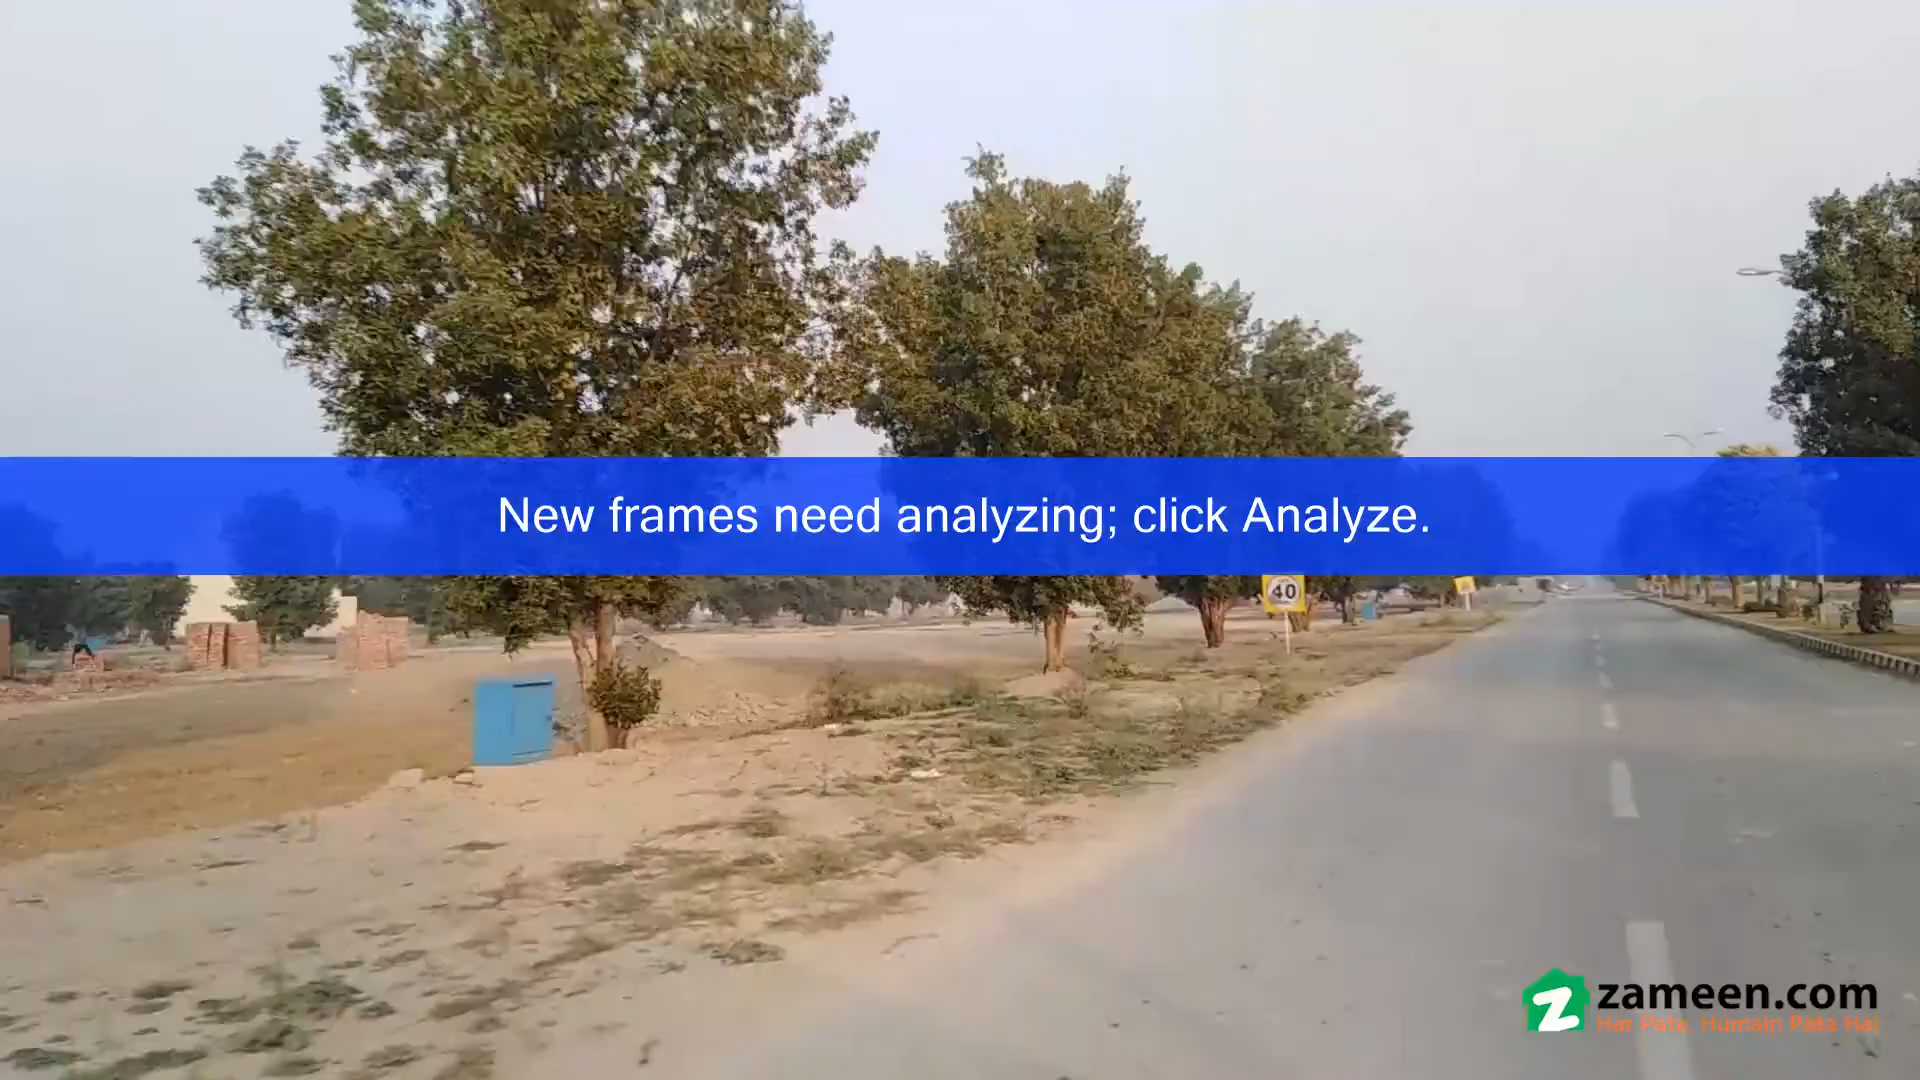 New frames need analyzing; click Analyze.
40
zameen.com
Har Pata, Humain Pata Hai